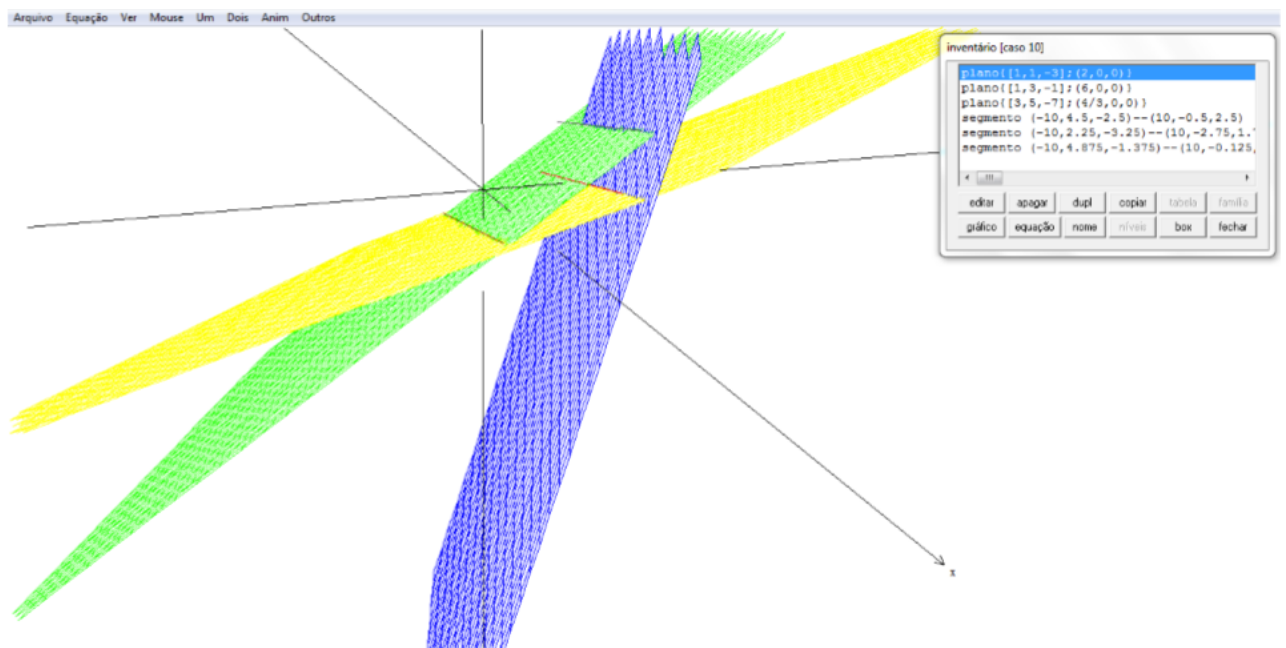 Arquivo Equação Ver Mouse Um Dois Anim Outros
inventário [caso 10]
plano([1,1,-3];(2,0,0))
plano([1,3,-1];(6,0,0))
plano([3,5,-7];(4/3,0,0))
segmento (-10,4.5,-2.5)--(10,-0.5,2.5)
segmento (-10,2.25,-3.25)--(10,-2.75,1.
segmento (-10,4.875,-1.375)--(10,-0.125,
editar apagar dupl copiar tabela família
gráfico equação nome níveis box fechar
x